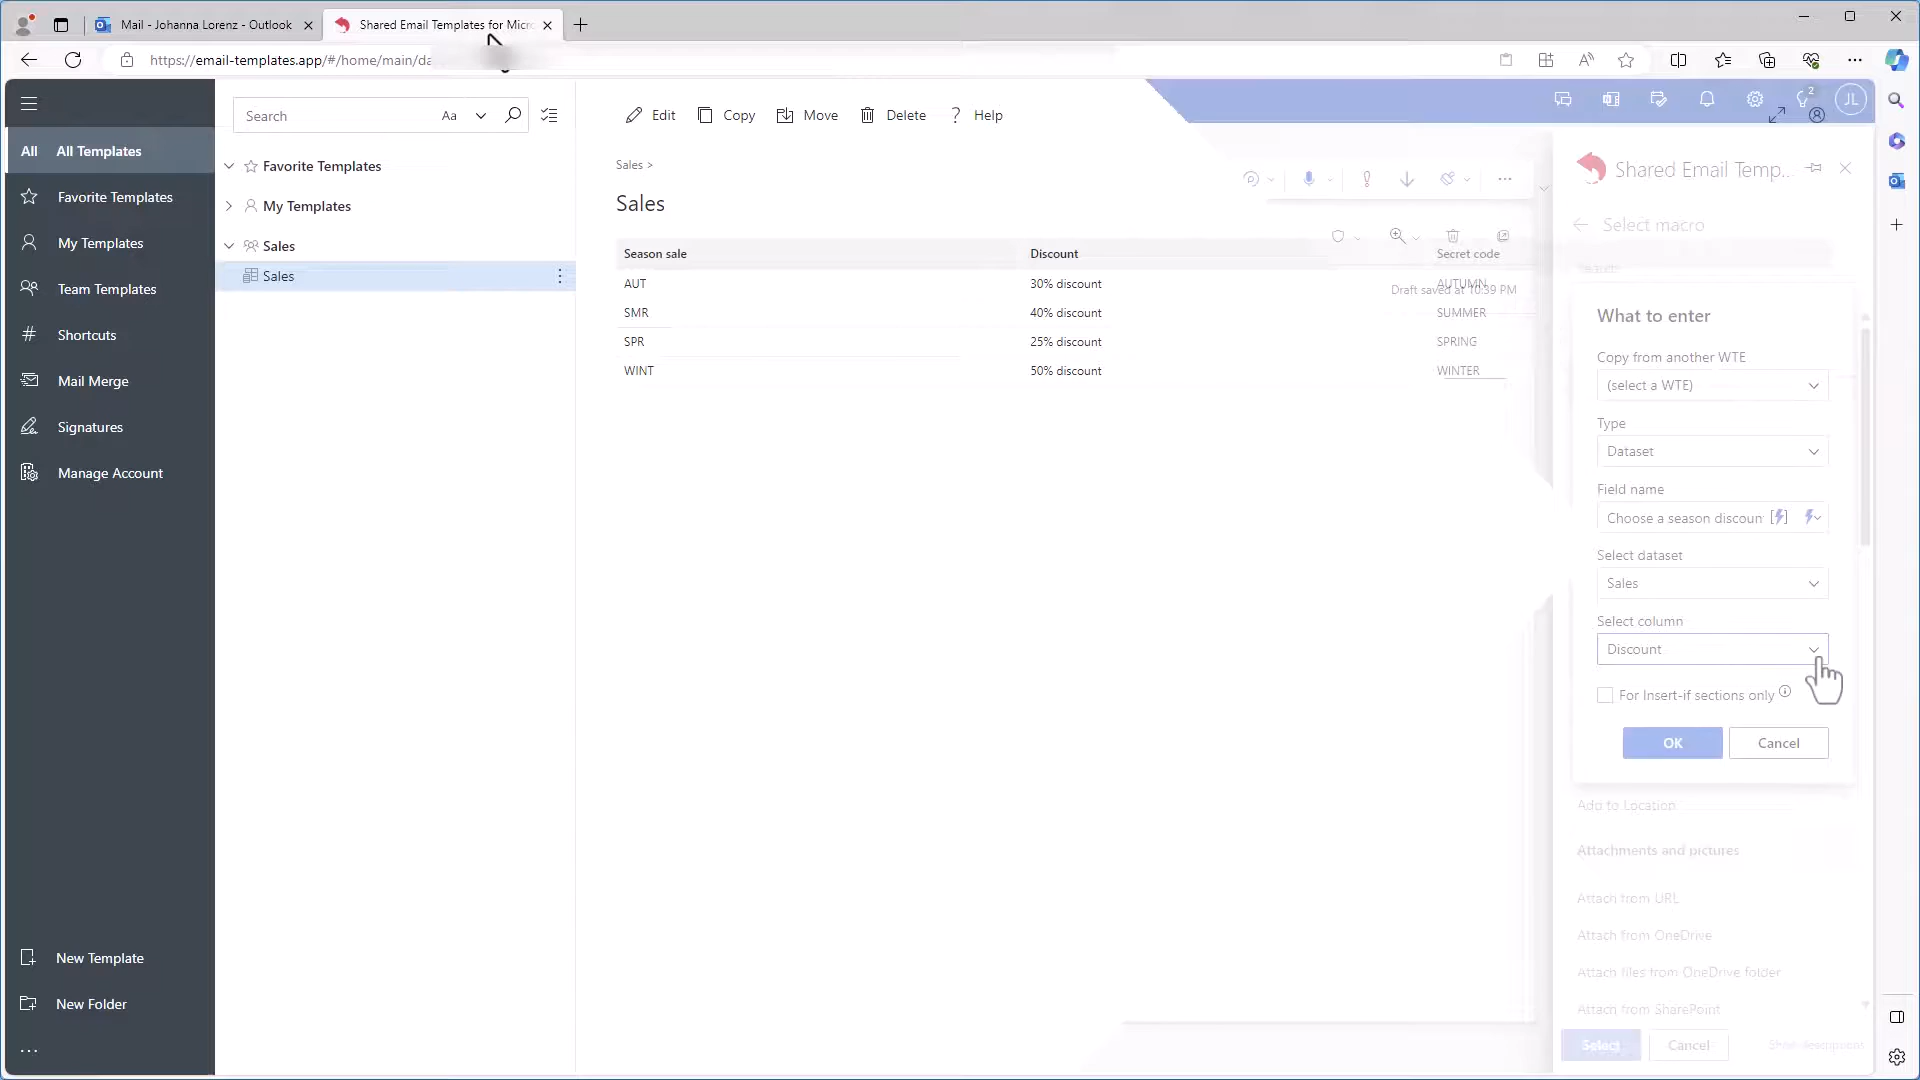 Mail - Johanna Lorenz - Outlook
Shared Email Templates for Micr
https://email-templates.app/#/home/main/da
Search
Aa
Edit
Copy
Move
Delete
? Help
2
JL
All All Templates
Favorite Templates
My Templates
Team Templates
Shortcuts
Mail Merge
Signatures
Manage Account
New Template
New Folder
Favorite Templates
My Templates
Sales
Sales
Sales >
Sales
Season sale Discount Secret code
AUT 30% discount AUTUMN
SMR 40% discount SUMMER
SPR 25% discount SPRING
WINT 50% discount WINTER
Draft saved at 10:39 PM
Shared Email Temp...
Select macro
Search
What to enter
Copy from another WTE
(select a WTE)
Type
Dataset
Field name
Choose a season discoun
Select dataset
Sales
Select column
Discount
For Insert-if sections only
OK Cancel
Add to Location
Attachments and pictures
Attach from URL
Attach from OneDrive
Attach files from OneDrive folder
Attach from SharePoint
Select Cancel Show descriptions